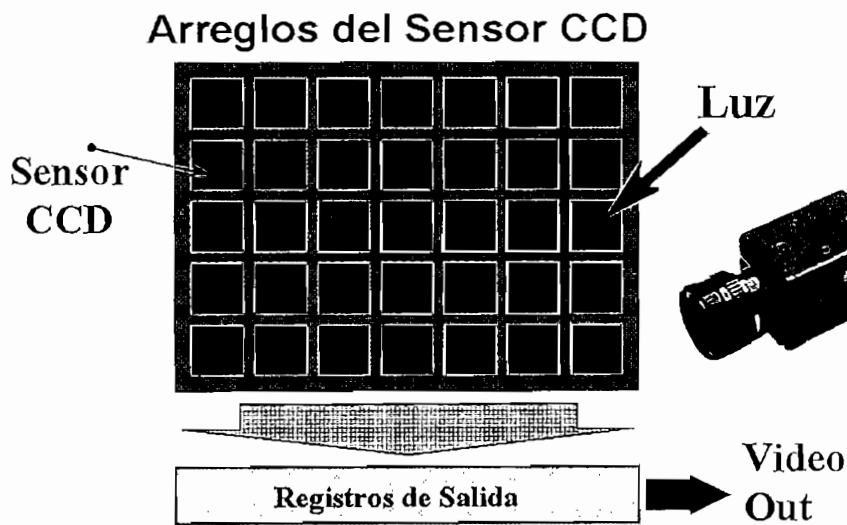 Arreglos del Sensor CCD
Luz
Sensor
CCD
Registros de Salida
Video
Out